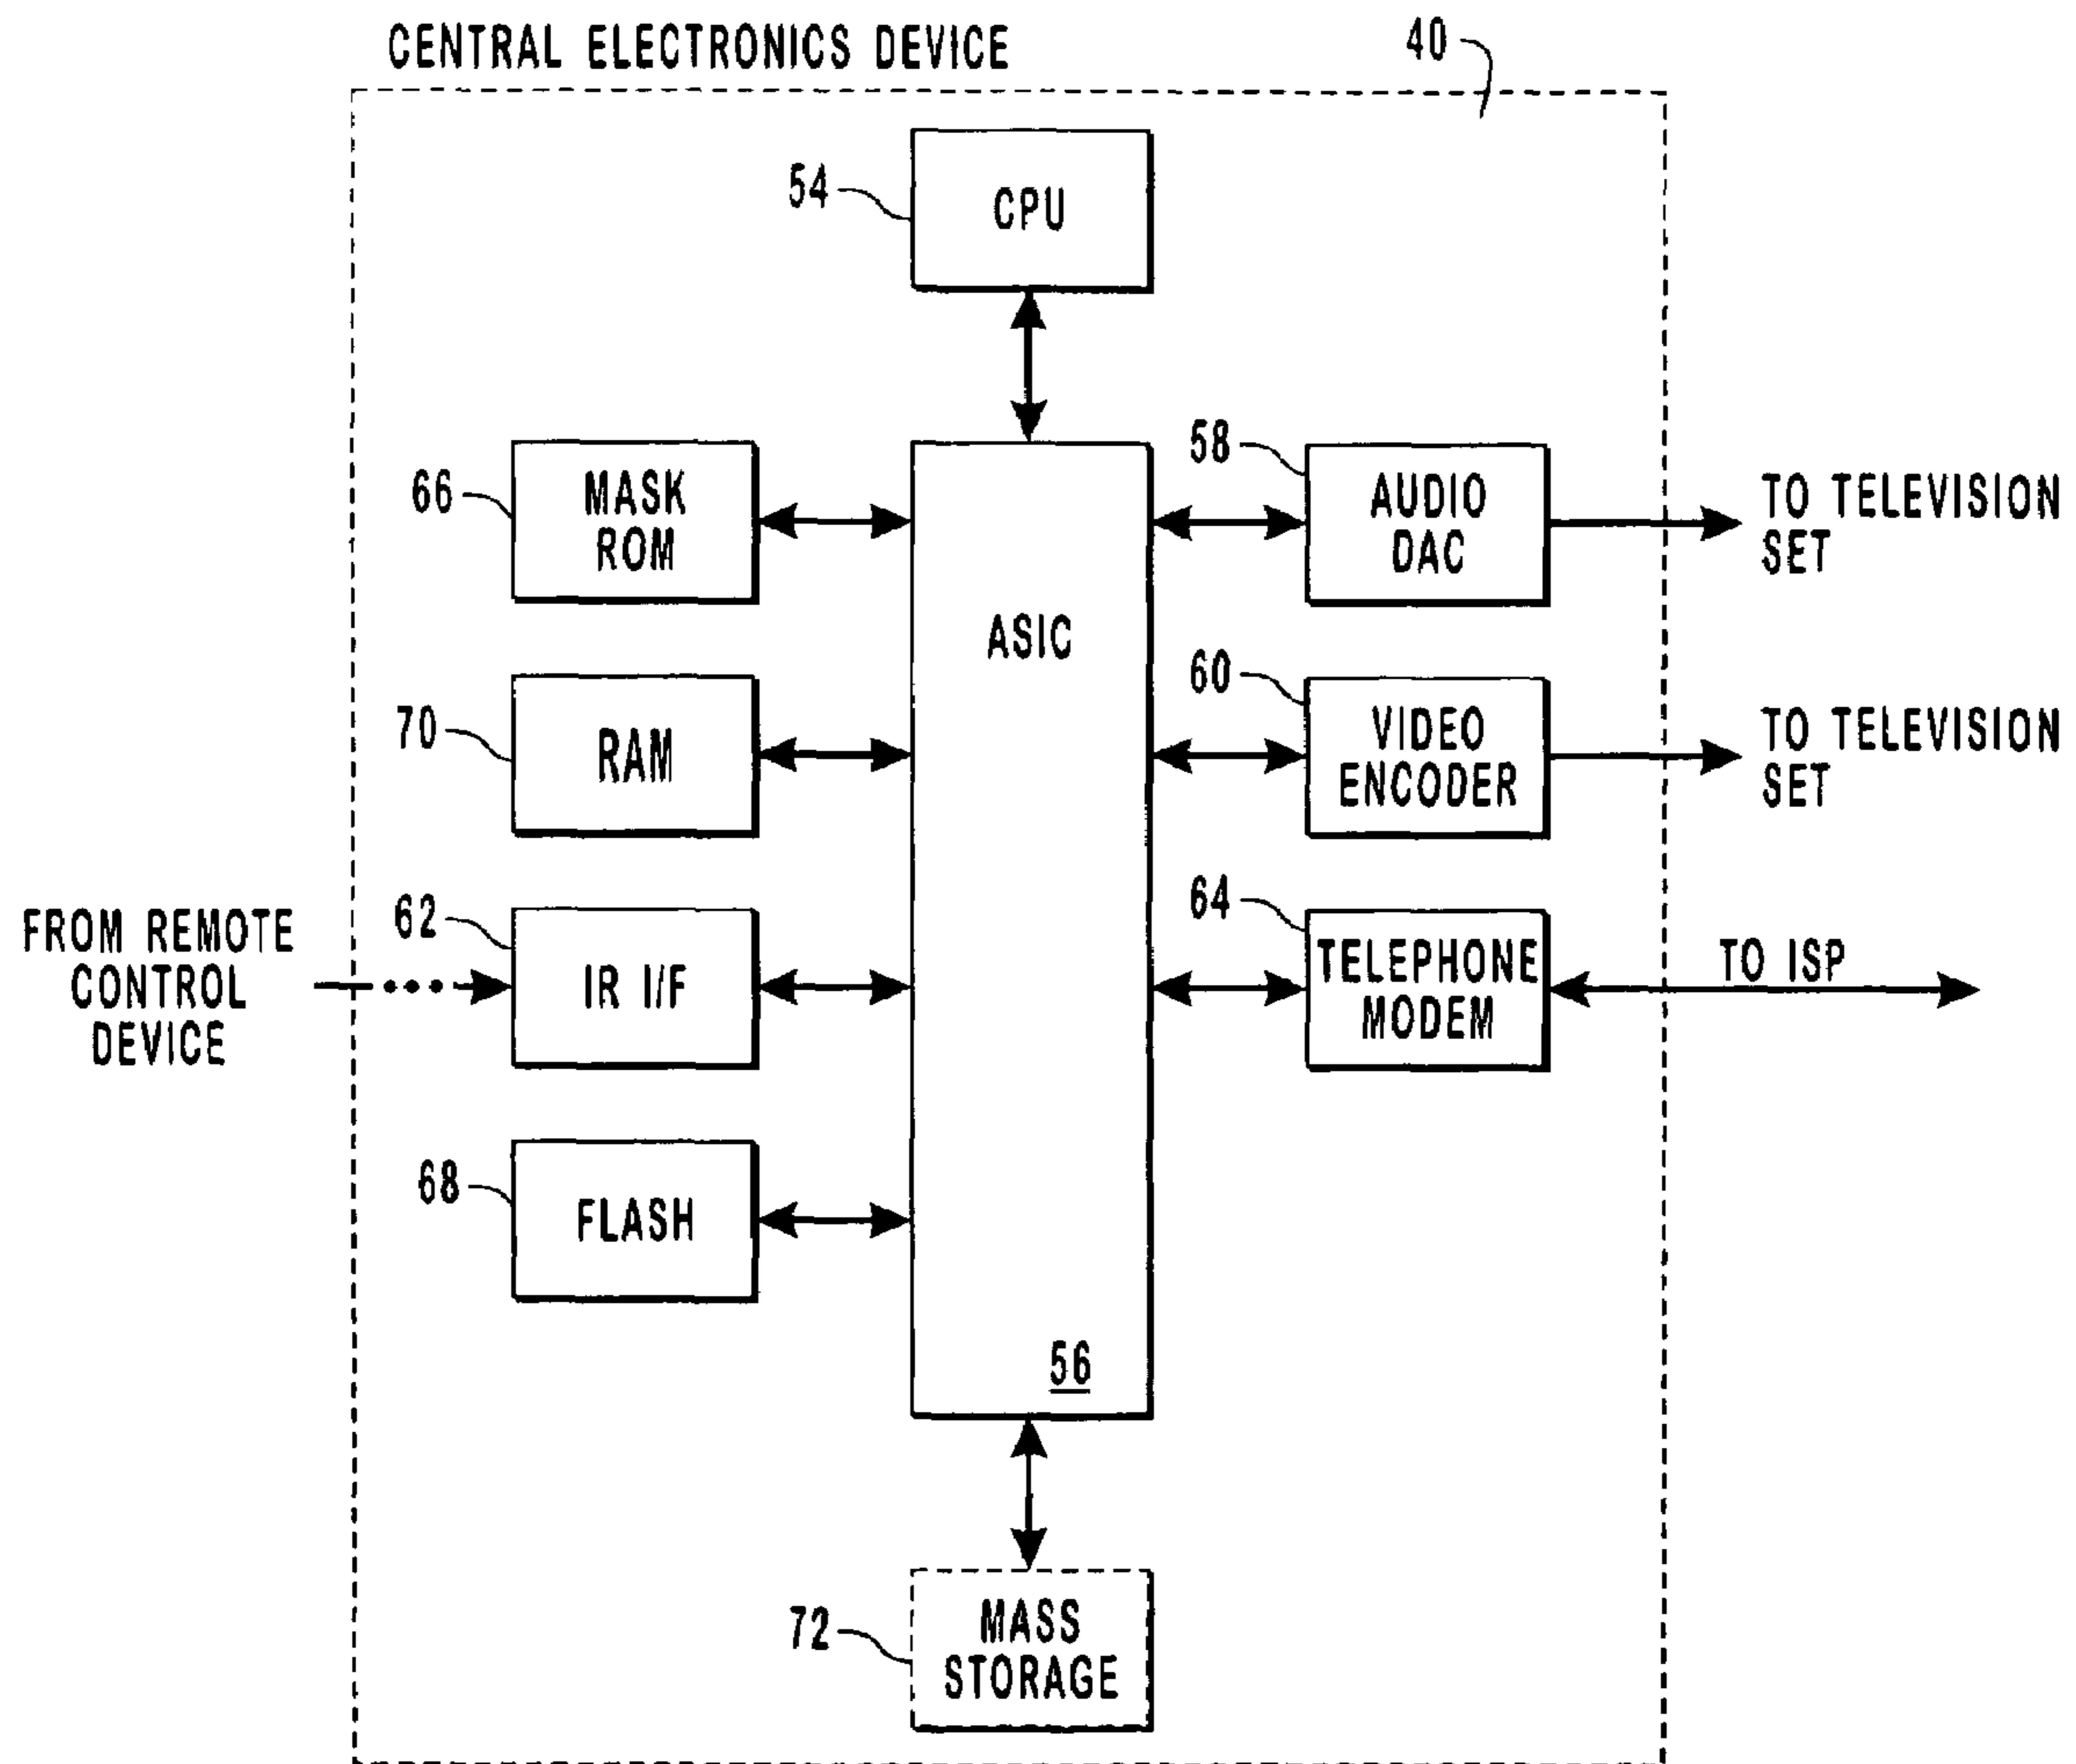 CENTRAL ELECTRONICS DEVICE
40
54
CPU
66
MASK
ROM
58
AUDIO
DAC
TO TELEVISION
SET
ASIC
70
RAM
60
VIDEO
ENCODER
TO TELEVISION
SET
FROM REMOTE
CONTROL
DEVICE
62
IR I/F
64
TELEPHONE
MODEM
TO ISP
68
FLASH
56
72
MASS
STORAGE